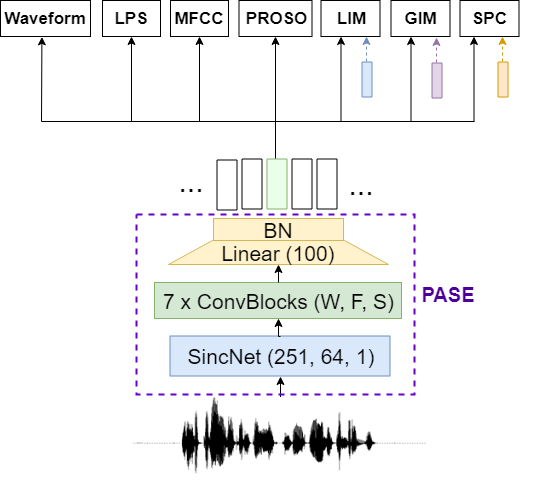 Waveform LPS MFCC PROSO LIM GIM SPC
... ...
BN
Linear (100)
7 x ConvBlocks (W, F, S)
PASE
SincNet (251, 64, 1)